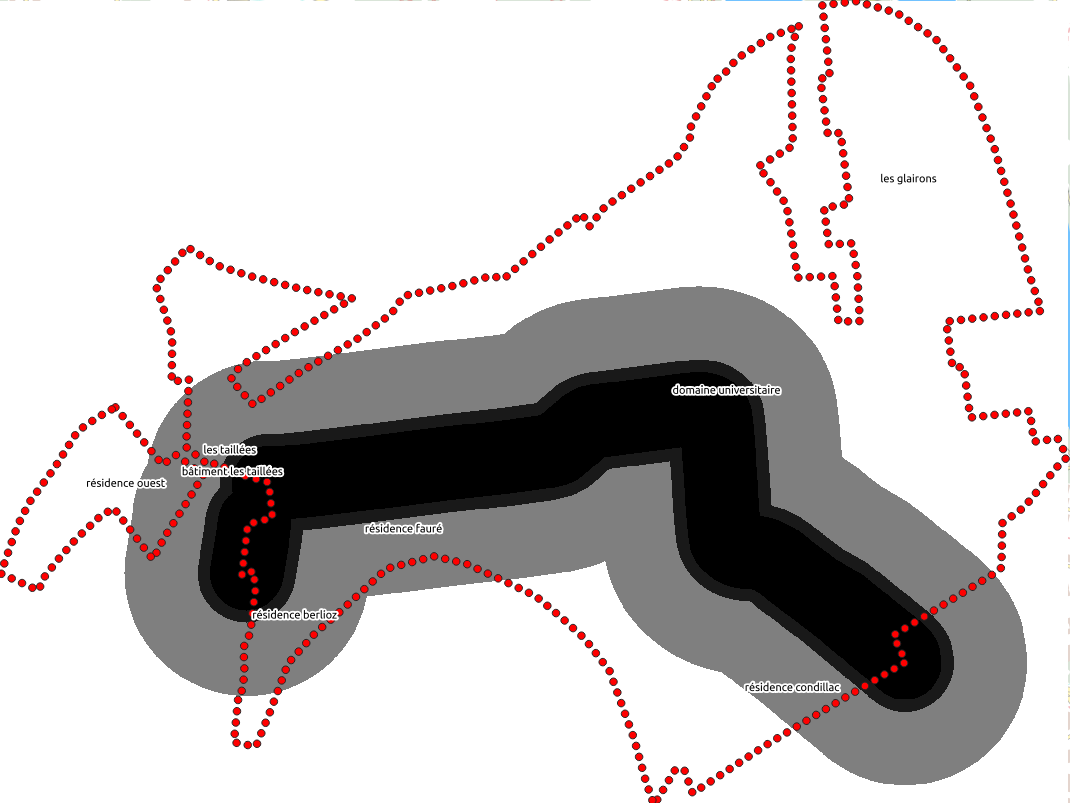 les glairons
domaine universitaire
les taillées
bâtiment les taillées
résidence ouest
résidence fauré
résidence berlioz
résidence condillac